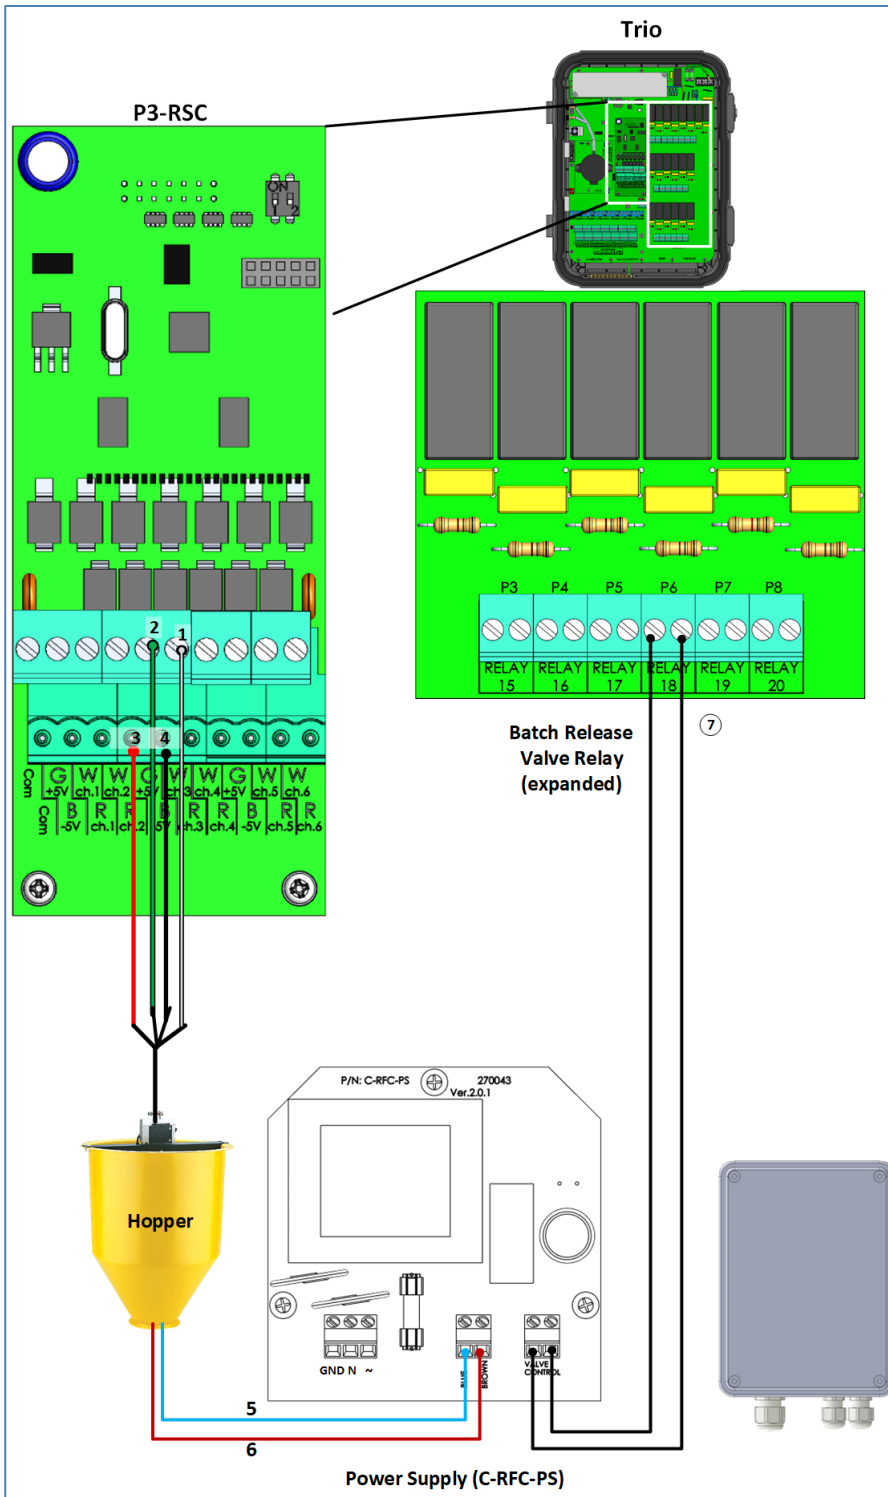 Trio
P3-RSC
ON
1 2
P3 P4 P5 P6 P7 P8
2 1
RELAY 15 RELAY 16 RELAY 17 RELAY 18 RELAY 19 RELAY 20
7
Batch Release
Valve Relay
(expanded)
3 4
Com G +5V W ch.1 W ch.2 G +5V W ch.3 W ch.4 G +5V W ch.5 W ch.6
Com B -5V R ch.1 R ch.2 B -5V R ch.3 R ch.4 B -5V R ch.5 R ch.6
P/N: C-RFC-PS 270043
Ver.2.0.1
Hopper
GND N ~
BLUE
BROWN
VALVE
CONTROL
5
6
Power Supply (C-RFC-PS)